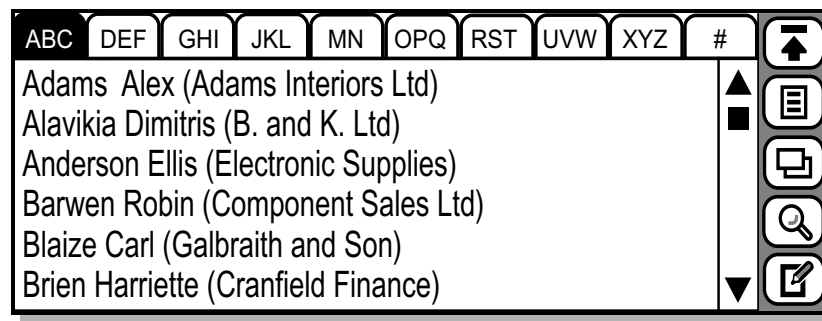 ABC DEF GHI JKL MN OPQ RST UVW XYZ #
Adams Alex (Adams Interiors Ltd)
Alavikia Dimitris (B. and K. Ltd)
Anderson Ellis (Electronic Supplies)
Barwen Robin (Component Sales Ltd)
Blaize Carl (Galbraith and Son)
Brien Harriette (Cranfield Finance)